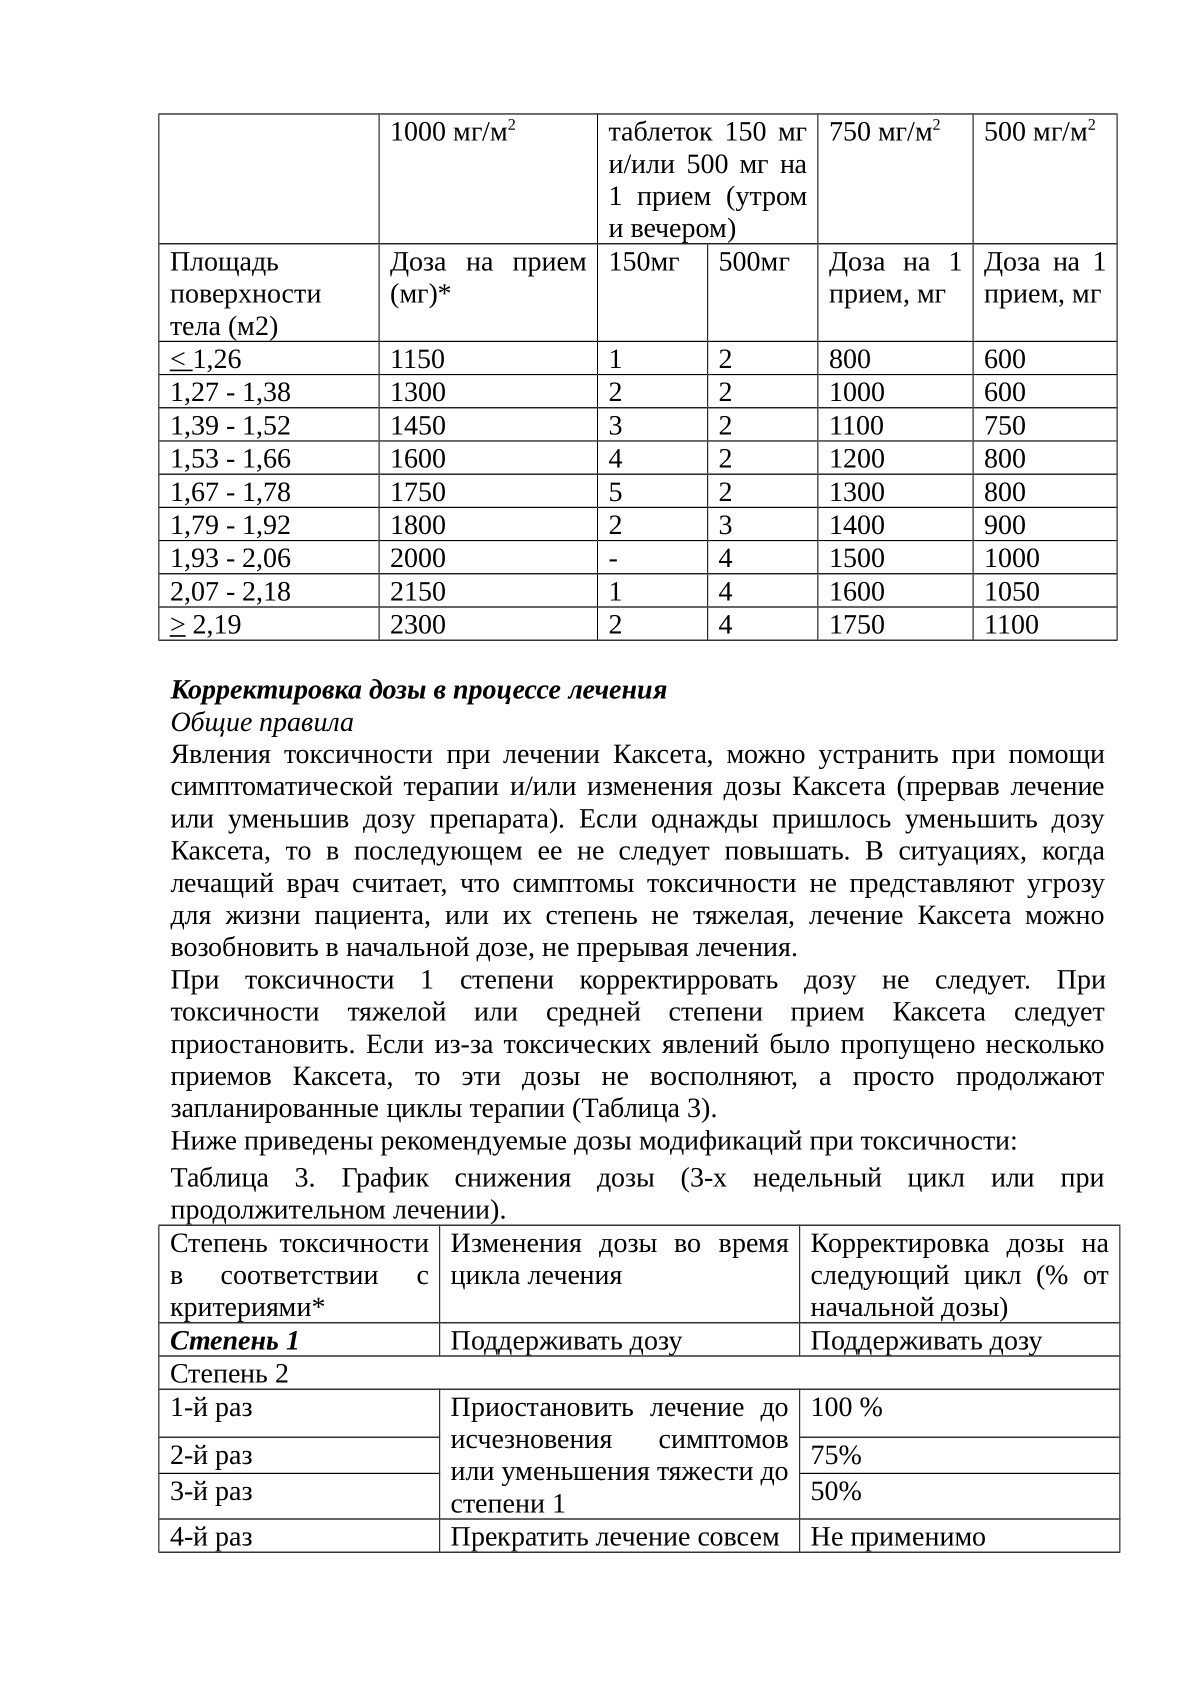 1000 мг/м²
таблеток 150 мг
и/или 500 мг на
1 прием (утром
и вечером)
750 мг/м²
500 мг/м²
Площадь
поверхности
тела (м2)
Доза на прием
(мг)*
150мг
500мг
Доза на 1
прием, мг
Доза на 1
прием, мг
< 1,26 1150 1 2 800 600
1,27 - 1,38 1300 2 2 1000 600
1,39 - 1,52 1450 3 2 1100 750
1,53 - 1,66 1600 4 2 1200 800
1,67 - 1,78 1750 5 2 1300 800
1,79 - 1,92 1800 2 3 1400 900
1,93 - 2,06 2000 - 4 1500 1000
2,07 - 2,18 2150 1 4 1600 1050
> 2,19 2300 2 4 1750 1100
Корректировка дозы в процессе лечения
Общие правила
Явления токсичности при лечении Каксета, можно устранить при помощи
симптоматической терапии и/или изменения дозы Каксета (прервав лечение
или уменьшив дозу препарата). Если однажды пришлось уменьшить дозу
Каксета, то в последующем ее не следует повышать. В ситуациях, когда
лечащий врач считает, что симптомы токсичности не представляют угрозу
для жизни пациента, или их степень не тяжелая, лечение Каксета можно
возобновить в начальной дозе, не прерывая лечения.
При токсичности 1 степени корректирровать дозу не следует. При
токсичности тяжелой или средней степени прием Каксета следует
приостановить. Если из-за токсических явлений было пропущено несколько
приемов Каксета, то эти дозы не восполняют, а просто продолжают
запланированные циклы терапии (Таблица 3).
Ниже приведены рекомендуемые дозы модификаций при токсичности:
Таблица 3. График снижения дозы (3-х недельный цикл или при
продолжительном лечении).
Степень токсичности
в соответствии с
критериями*
Изменения дозы во время
цикла лечения
Корректировка дозы на
следующий цикл (% от
начальной дозы)
Степень 1 Поддерживать дозу Поддерживать дозу
Степень 2
1-й раз
Приостановить лечение до
исчезновения симптомов
или уменьшения тяжести до
степени 1
100 %
2-й раз
75%
3-й раз
50%
4-й раз Прекратить лечение совсем Не применимо